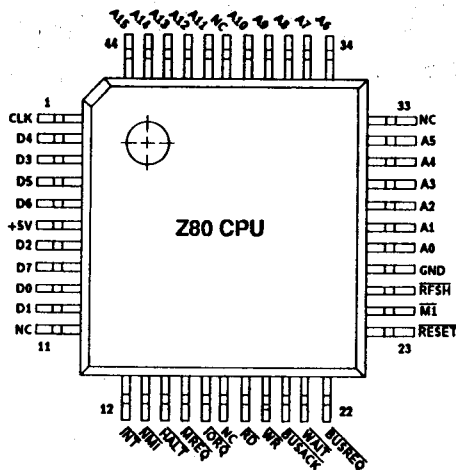 A15 A14 A13 A12 A11 NC A10 A9 A8 A7 A6
44 34
1 33
CLK NC
D4 A5
D3 A4
D5 A3
D6 A2
+5V Z80 CPU A1
D2 A0
D7 GND
D0 RFSH
D1 M1
NC RESET
11 23
12 22
INT NMI HALT MREQ IORQ NC RD WR BUSACK WAIT BUSREQ